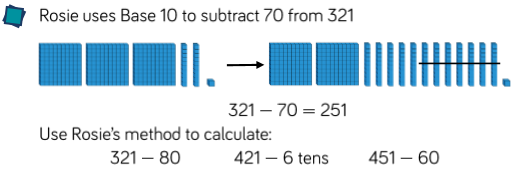 Rosie uses Base 10 to subtract 70 from 321
321 − 70 = 251
Use Rosie's method to calculate:
321 − 80 421 − 6 tens 451 − 60